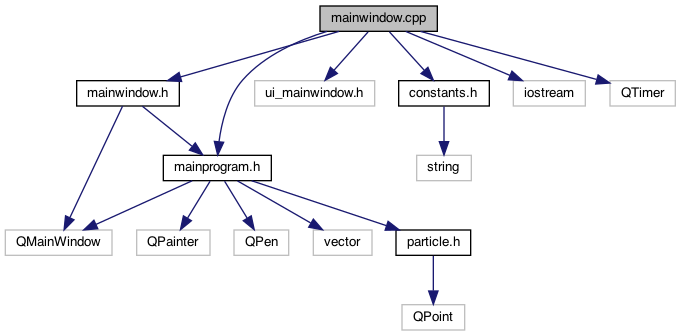 mainwindow.cpp
mainwindow.h
ui_mainwindow.h
constants.h
iostream
QTimer
mainprogram.h
string
QMainWindow
QPainter
QPen
vector
particle.h
QPoint